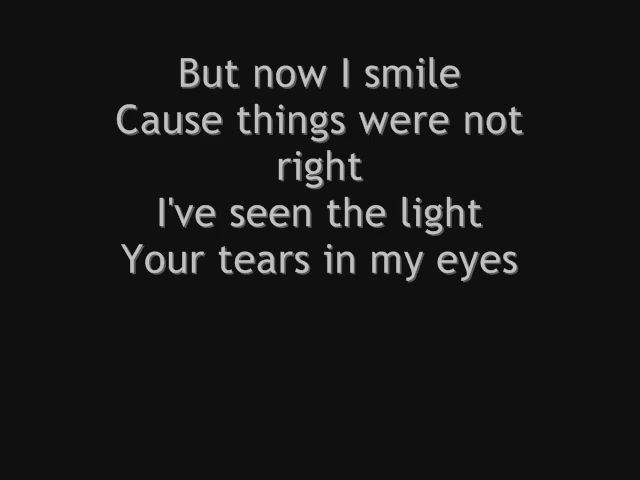 But now I smile
Cause things were not
right
I've seen the light
Your tears in my eyes